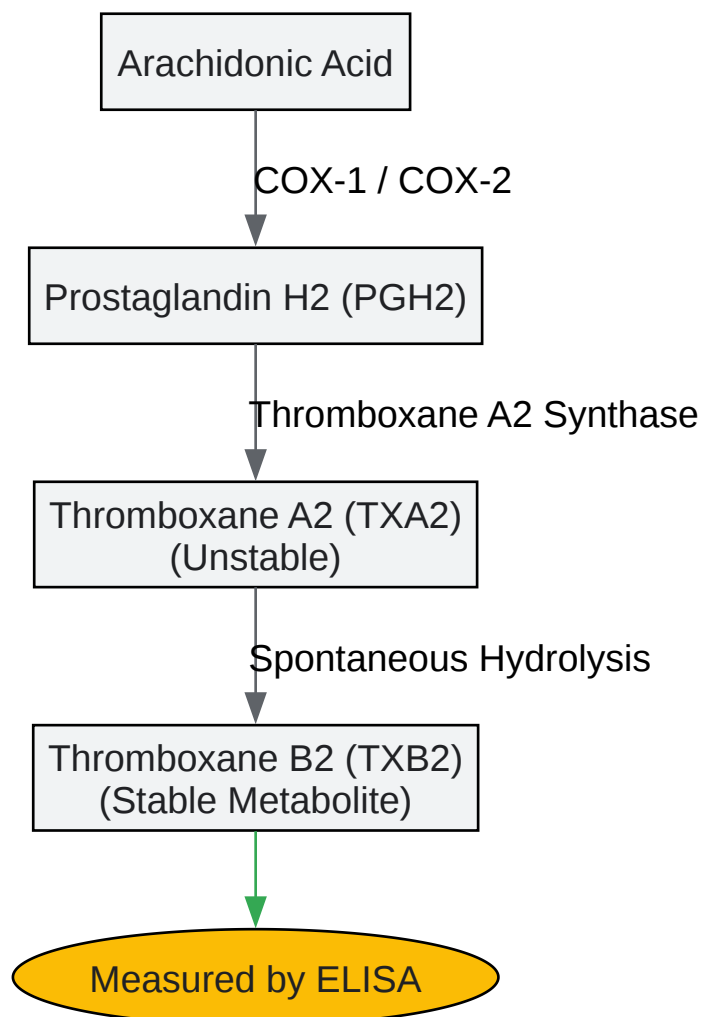 Arachidonic Acid
COX-1 / COX-2
Prostaglandin H2 (PGH2)
Thromboxane A2 Synthase
Thromboxane A2 (TXA2)
(Unstable)
Spontaneous Hydrolysis
Thromboxane B2 (TXB2)
(Stable Metabolite)
Measured by ELISA